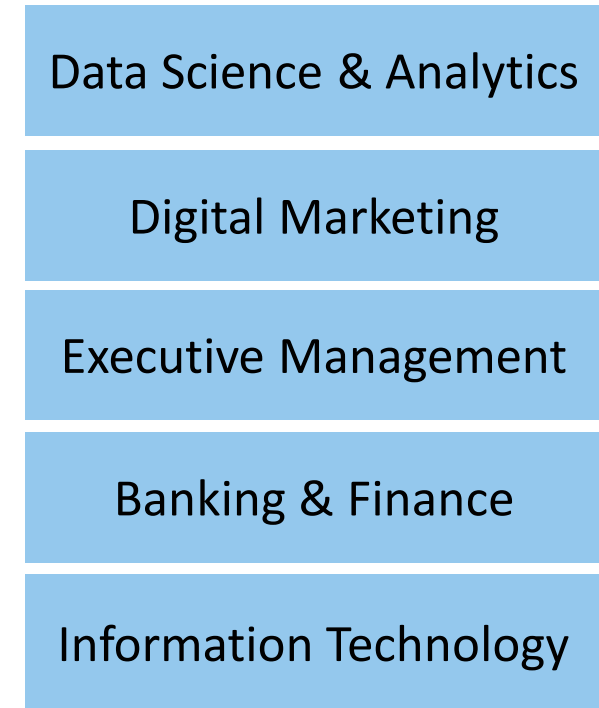 Data Science & Analytics
Digital Marketing
Executive Management
Banking & Finance
Information Technology